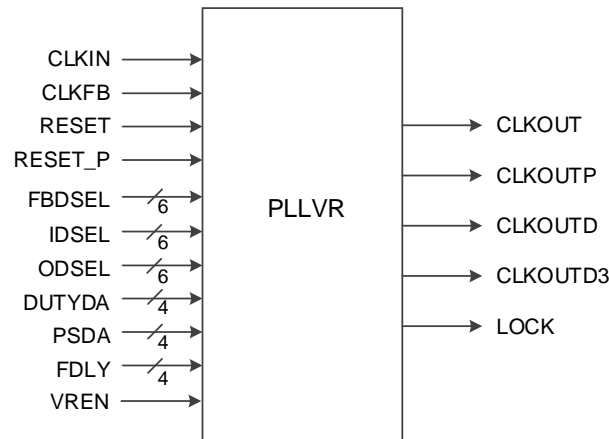 CLKIN
CLKFB
RESET
RESET_P
FBDSEL 6
IDSEL 6
ODSEL 6
DUTYDA 4
PSDA 4
FDLY 4
VREN
PLLVR
CLKOUT
CLKOUTP
CLKOUTD
CLKOUTD3
LOCK